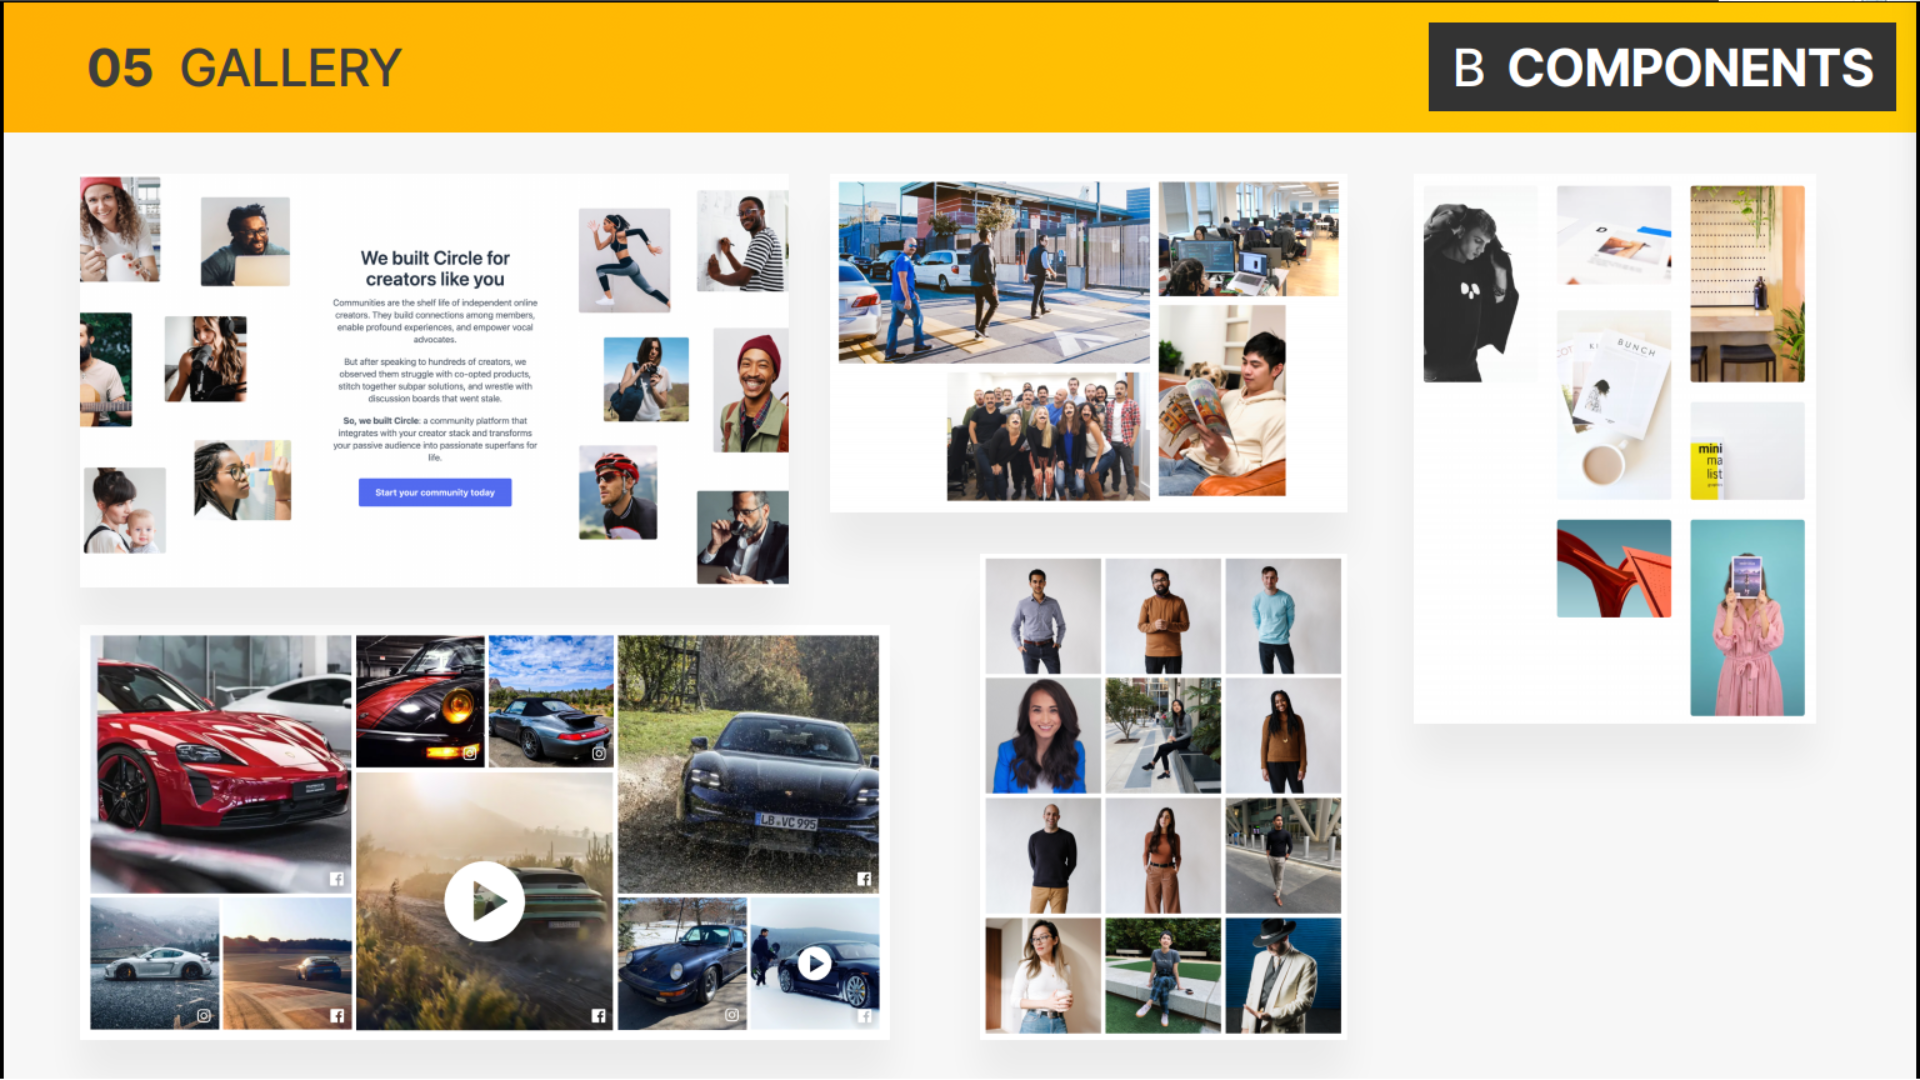 05 GALLERY
B COMPONENTS
We built Circle for
creators like you
Communities are the shelf life of independent online
creators. They build connections among members,
enable profound experiences, and empower vocal
advocates.
But after speaking to hundreds of creators, we
observed them struggle with co-opted products,
stitch together subpar solutions, and wrestle with
discussion boards that went stale.
So, we built Circle: a community platform that
integrates with your creator stack and transforms
your passive audience into passionate superfans for
life.
Start your community today
D
BUNCH
mini
ma
list
LB VC 995